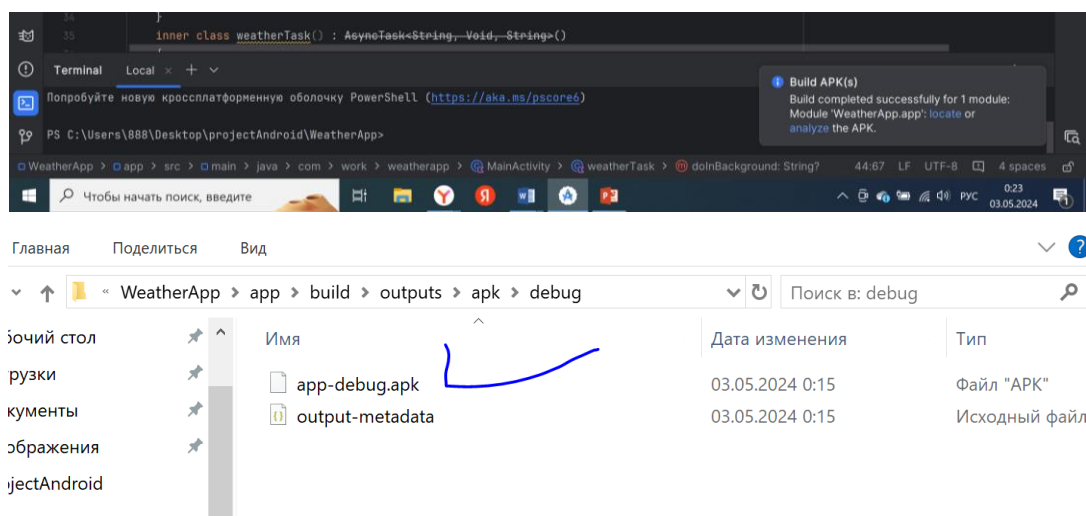 34 }
35 inner class weatherTask() : AsyncTask<String, Void, String>()
Terminal Local × + 
Build APK(s)
Build completed successfully for 1 module:
Module 'WeatherApp.app': locate or
analyze the APK.
Попробуйте новую кроссплатформенную оболочку PowerShell (https://aka.ms/pscore6)
PS C:\Users\888\Desktop\projectAndroid\WeatherApp>
WeatherApp > app > src > main > java > com > work > weatherapp > MainActivity > weatherTask > doInBackground: String? 44:67 LF UTF-8 4 spaces
Чтобы начать поиск, введите
РУС
0:23
03.05.2024
1
Главная Поделиться Вид
« WeatherApp > app > build > outputs > apk > debug
Поиск в: debug
Имя Дата изменения Тип
app-debug.apk 03.05.2024 0:15 Файл "APK"
output-metadata 03.05.2024 0:15 Исходный файл
бочий стол
рузки
кументы
ображения
jectAndroid